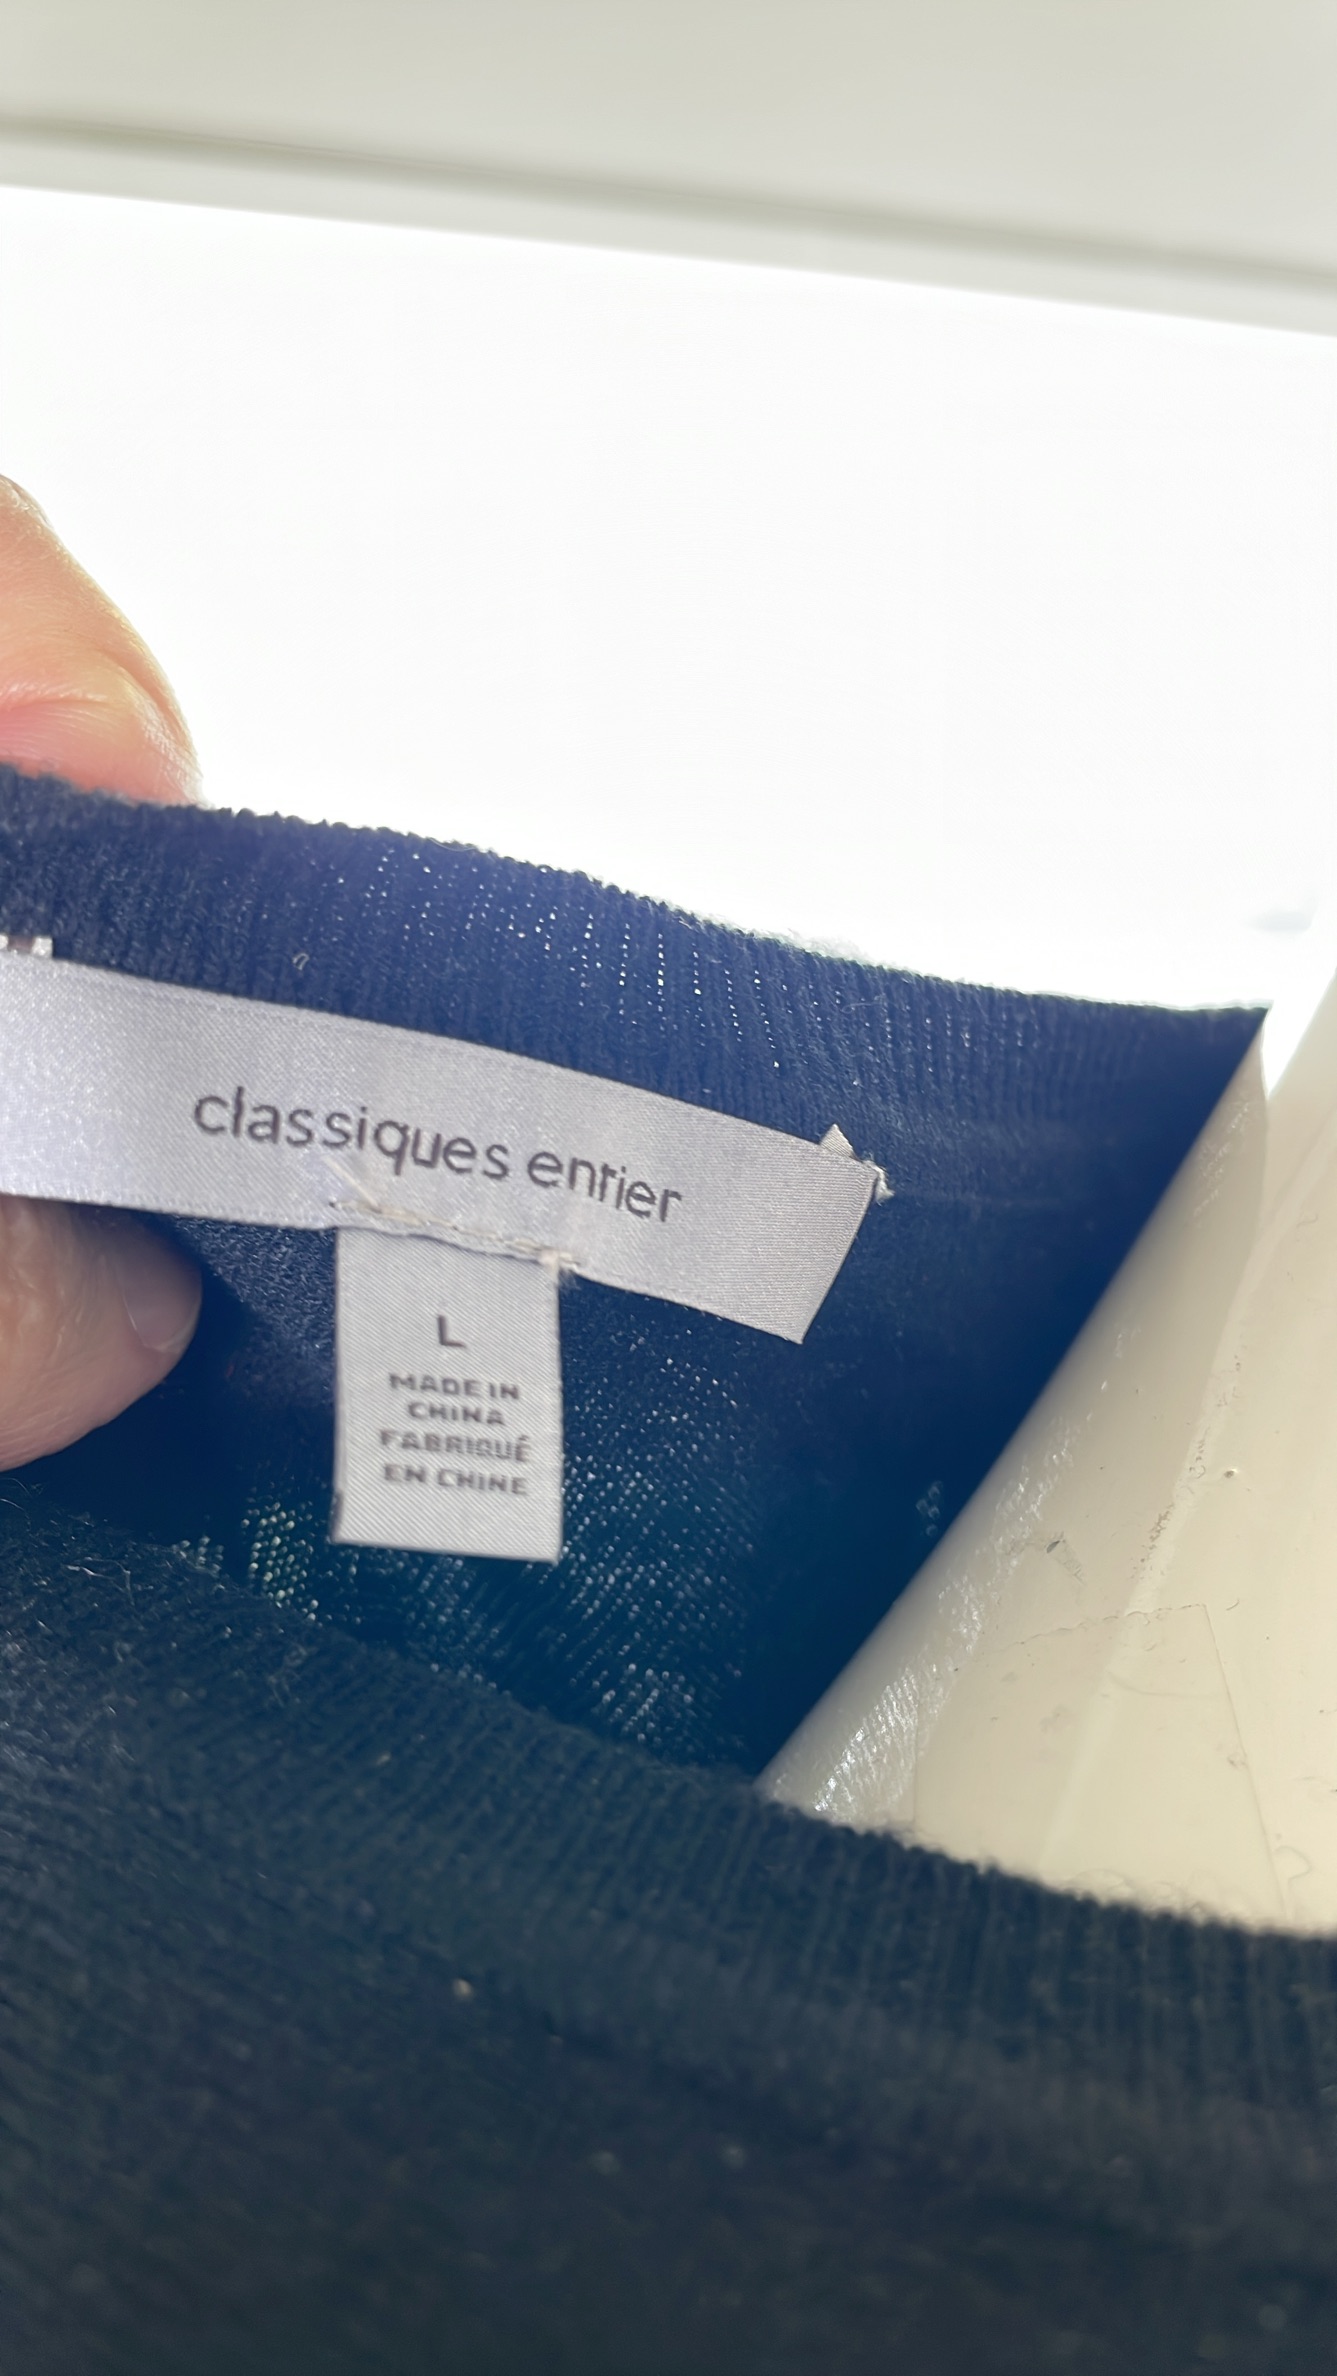 classiques entier
L
MADE IN
CHINA
FABRIQUÉ
EN CHINE